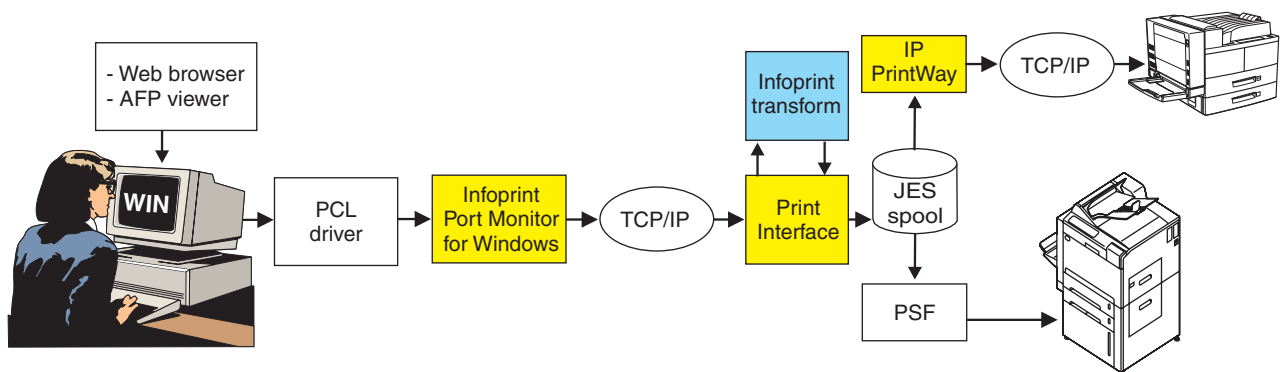 - Web browser
- AFP viewer
WIN
PCL
driver
Infoprint
Port Monitor
for Windows
TCP/IP
Infoprint
transform
Print
Interface
JES
spool
IP
PrintWay
TCP/IP
PSF